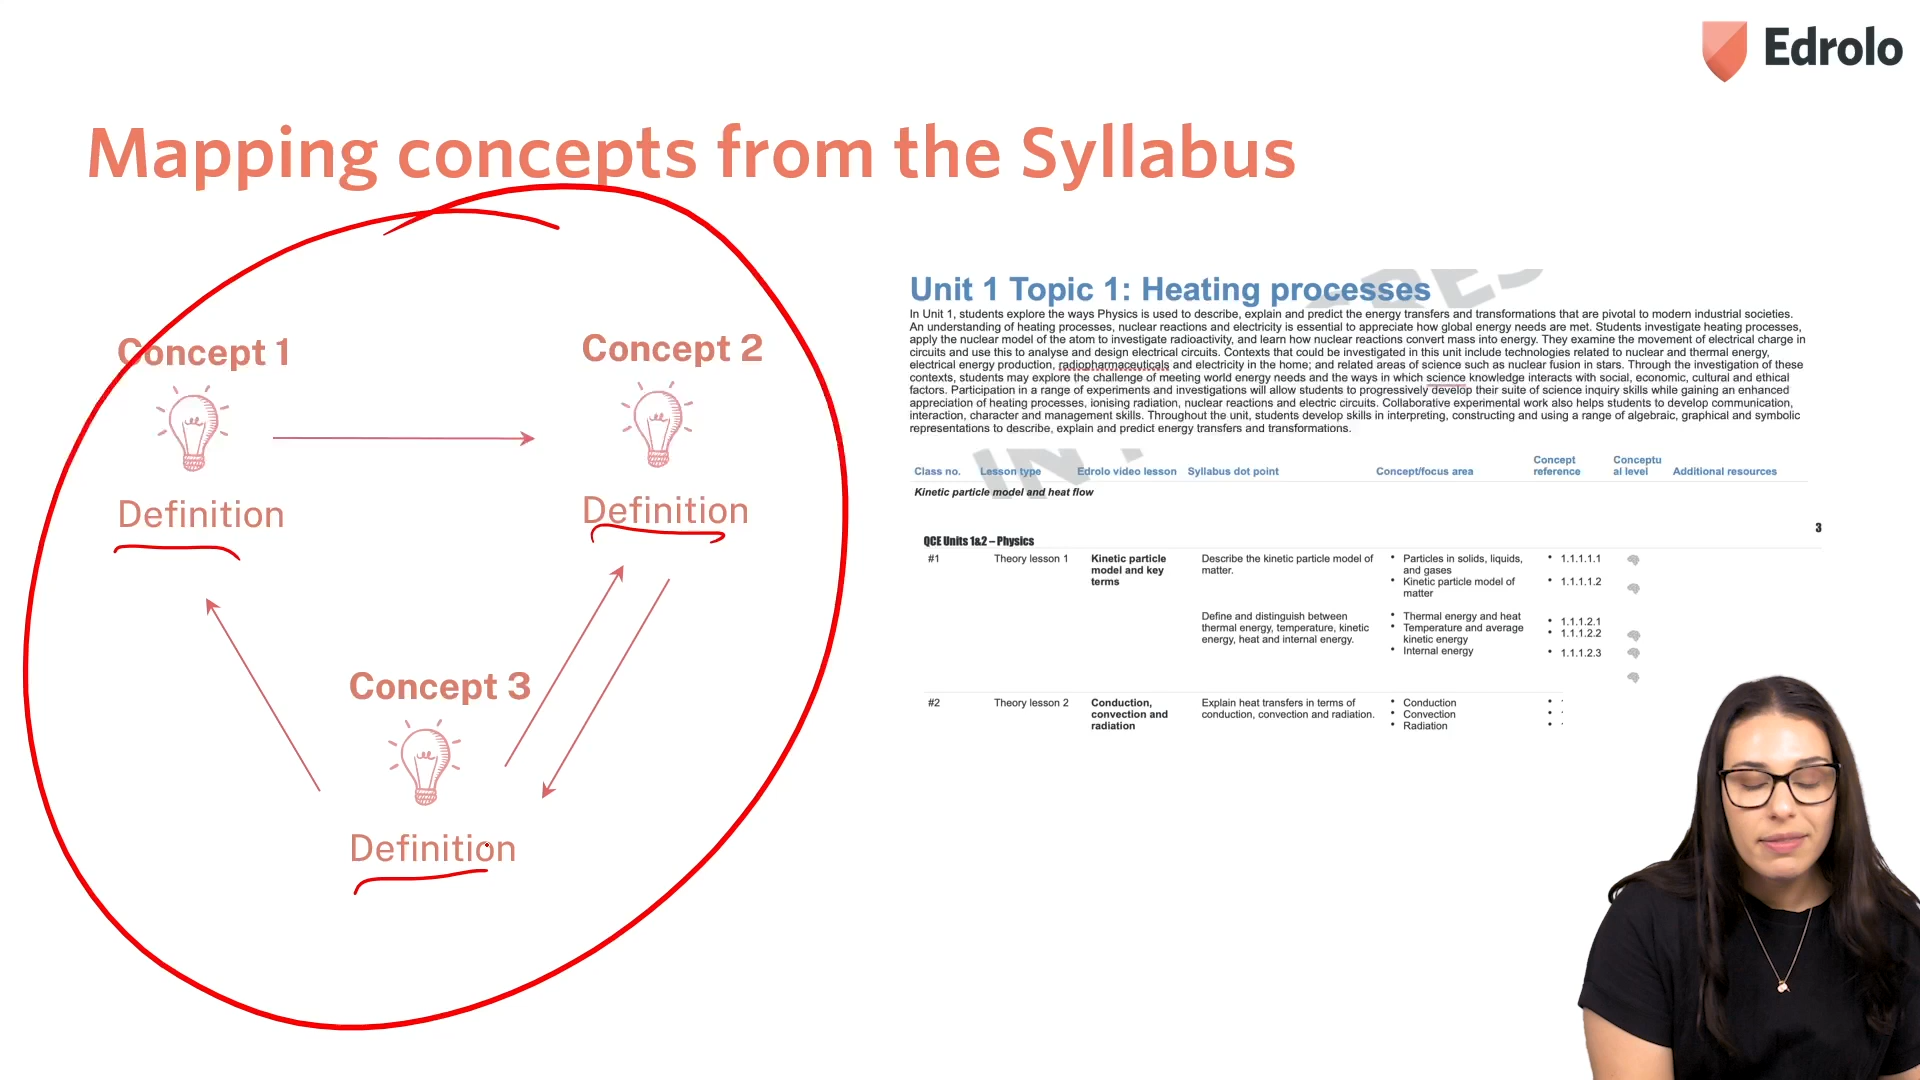 Edrolo
Mapping concepts from the Syllabus
Concept 1
Concept 2
Definition
Definition
Concept 3
Definition
Unit 1 Topic 1: Heating processes
In Unit 1, students explore the ways Physics is used to describe, explain and predict the energy transfers and transformations that are pivotal to modern industrial societies.
An understanding of heating processes, nuclear reactions and electricity is essential to appreciate how global energy needs are met. Students investigate heating processes,
apply the nuclear model of the atom to investigate radioactivity, and learn how nuclear reactions convert mass into energy. They examine the movement of electrical charge in
circuits and use this to analyse and design electrical circuits. Contexts that could be investigated in this unit include technologies related to nuclear and thermal energy,
electrical energy production, radiopharmaceuticals and electricity in the home; and related areas of science such as nuclear fusion in stars. Through the investigation of these
contexts, students may explore the challenge of meeting world energy needs and the ways in which science knowledge interacts with social, economic, cultural and ethical
factors. Participation in a range of experiments and investigations will allow students to progressively develop their suite of science inquiry skills while gaining an enhanced
appreciation of heating processes, ionising radiation, nuclear reactions and electric circuits. Collaborative experimental work also helps students to develop communication,
interaction, character and management skills. Throughout the unit, students develop skills in interpreting, constructing and using a range of algebraic, graphical and symbolic
representations to describe, explain and predict energy transfers and transformations.
Class no. Lesson type Edrolo video lesson Syllabus dot point Concept/focus area Concept reference Conceptu al level Additional resources
Kinetic particle model and heat flow
3
QCE Units 1&2 – Physics
#1 Theory lesson 1 Kinetic particle Describe the kinetic particle model of • Particles in solids, liquids, • 1.1.1.1.1
model and key matter. and gases
terms • Kinetic particle model of • 1.1.1.1.2
matter
Define and distinguish between • Thermal energy and heat • 1.1.1.2.1
thermal energy, temperature, kinetic • Temperature and average • 1.1.1.2.2
energy, heat and internal energy. kinetic energy
• Internal energy • 1.1.1.2.3
#2 Theory lesson 2 Conduction, Explain heat transfers in terms of • Conduction
convection and conduction, convection and radiation. • Convection
radiation • Radiation